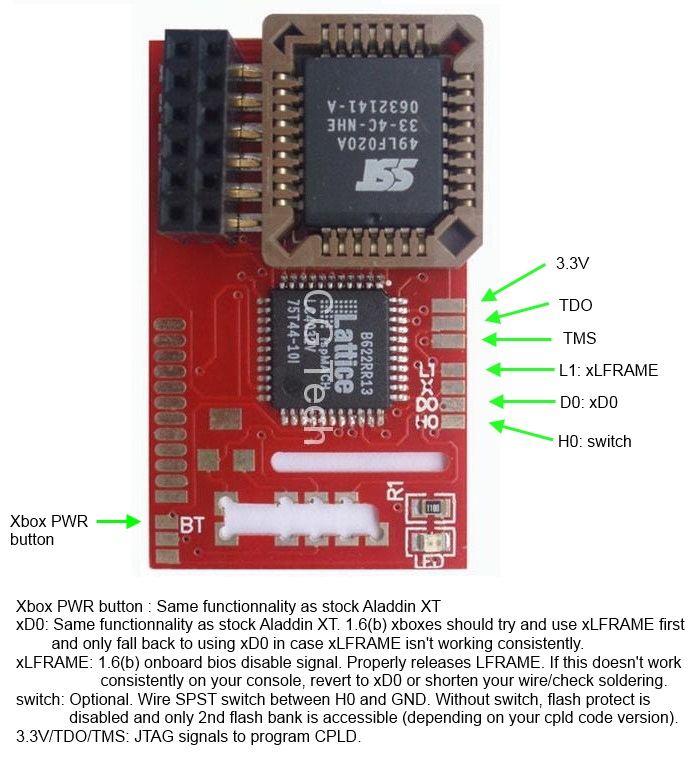 49LF020A
33-4C-NHE
0632141-A
SST
B622RR13
Lattice
75T44-10I
CG Tech
L1
X
D0
H0
R1
BT
LED
3.3V
TDO
TMS
L1: xLFRAME
D0: xD0
H0: switch
Xbox PWR
button
Xbox PWR button : Same functionnality as stock Aladdin XT
xD0: Same functionnality as stock Aladdin XT. 1.6(b) xboxes should try and use xLFRAME first
and only fall back to using xD0 in case xLFRAME isn't working consistently.
xLFRAME: 1.6(b) onboard bios disable signal. Properly releases LFRAME. If this doesn't work
consistently on your console, revert to xD0 or shorten your wire/check soldering.
switch: Optional. Wire SPST switch between H0 and GND. Without switch, flash protect is
disabled and only 2nd flash bank is accessible (depending on your cpld code version).
3.3V/TDO/TMS: JTAG signals to program CPLD.